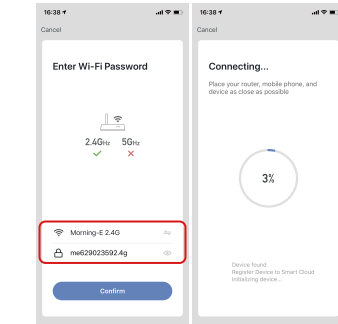 16:38
Cancel
Enter Wi-Fi Password
2.4GHz 5GHz
Morning-E 2.4G
me629023592.4g
Confirm
16:38
Cancel
Connecting...
Place your router, mobile phone, and
device as close as possible
3%
Device found
Register Device to Smart Cloud
Initializing device...